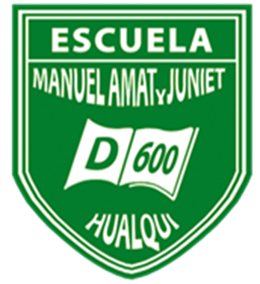 ESCUELA
MANUEL AMAT y JUNIET
D 600
HUALQUI